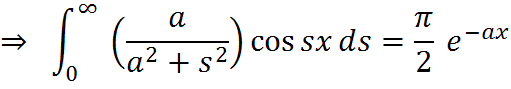 ⇒ ∫₀^∞ (a/(a² + s²)) cos sx ds = π/2 e^(−ax)